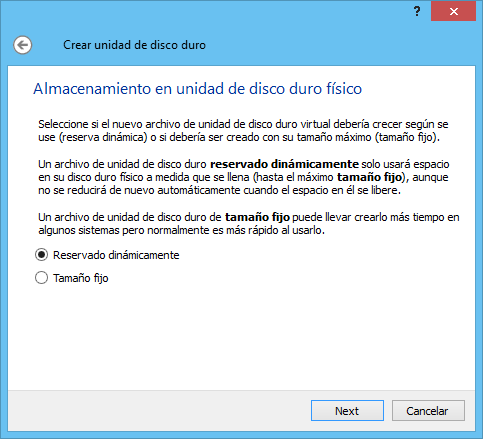 ?
Crear unidad de disco duro
Almacenamiento en unidad de disco duro físico
Seleccione si el nuevo archivo de unidad de disco duro virtual debería crecer según se
use (reserva dinámica) o si debería ser creado con su tamaño máximo (tamaño fijo).
Un archivo de unidad de disco duro reservado dinámicamente solo usará espacio
en su disco duro físico a medida que se llena (hasta el máximo tamaño fijo), aunque
no se reducirá de nuevo automáticamente cuando el espacio en él se libere.
Un archivo de unidad de disco duro de tamaño fijo puede llevar crearlo más tiempo en
algunos sistemas pero normalmente es más rápido al usarlo.
Reservado dinámicamente
Tamaño fijo
Next Cancelar